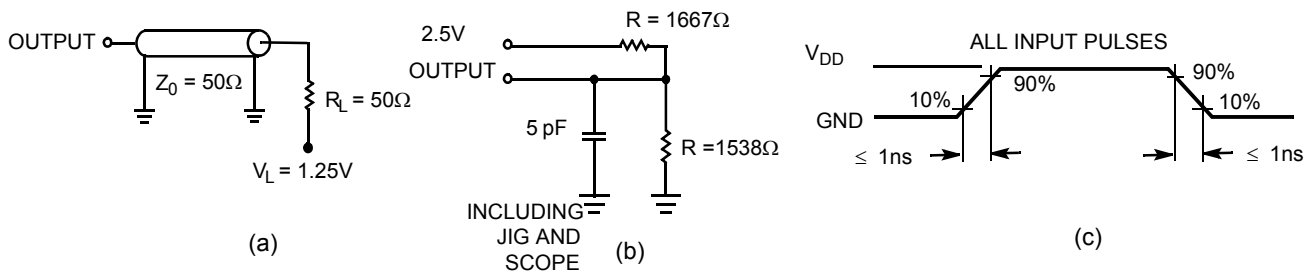 OUTPUT
Z0 = 50Ω
RL = 50Ω
VL = 1.25V
(a)
R = 1667Ω
2.5V
OUTPUT
5 pF
R =1538Ω
INCLUDING
JIG AND
SCOPE
(b)
ALL INPUT PULSES
VDD
GND
10%
90%
90%
10%
≤ 1ns
≤ 1ns
(c)